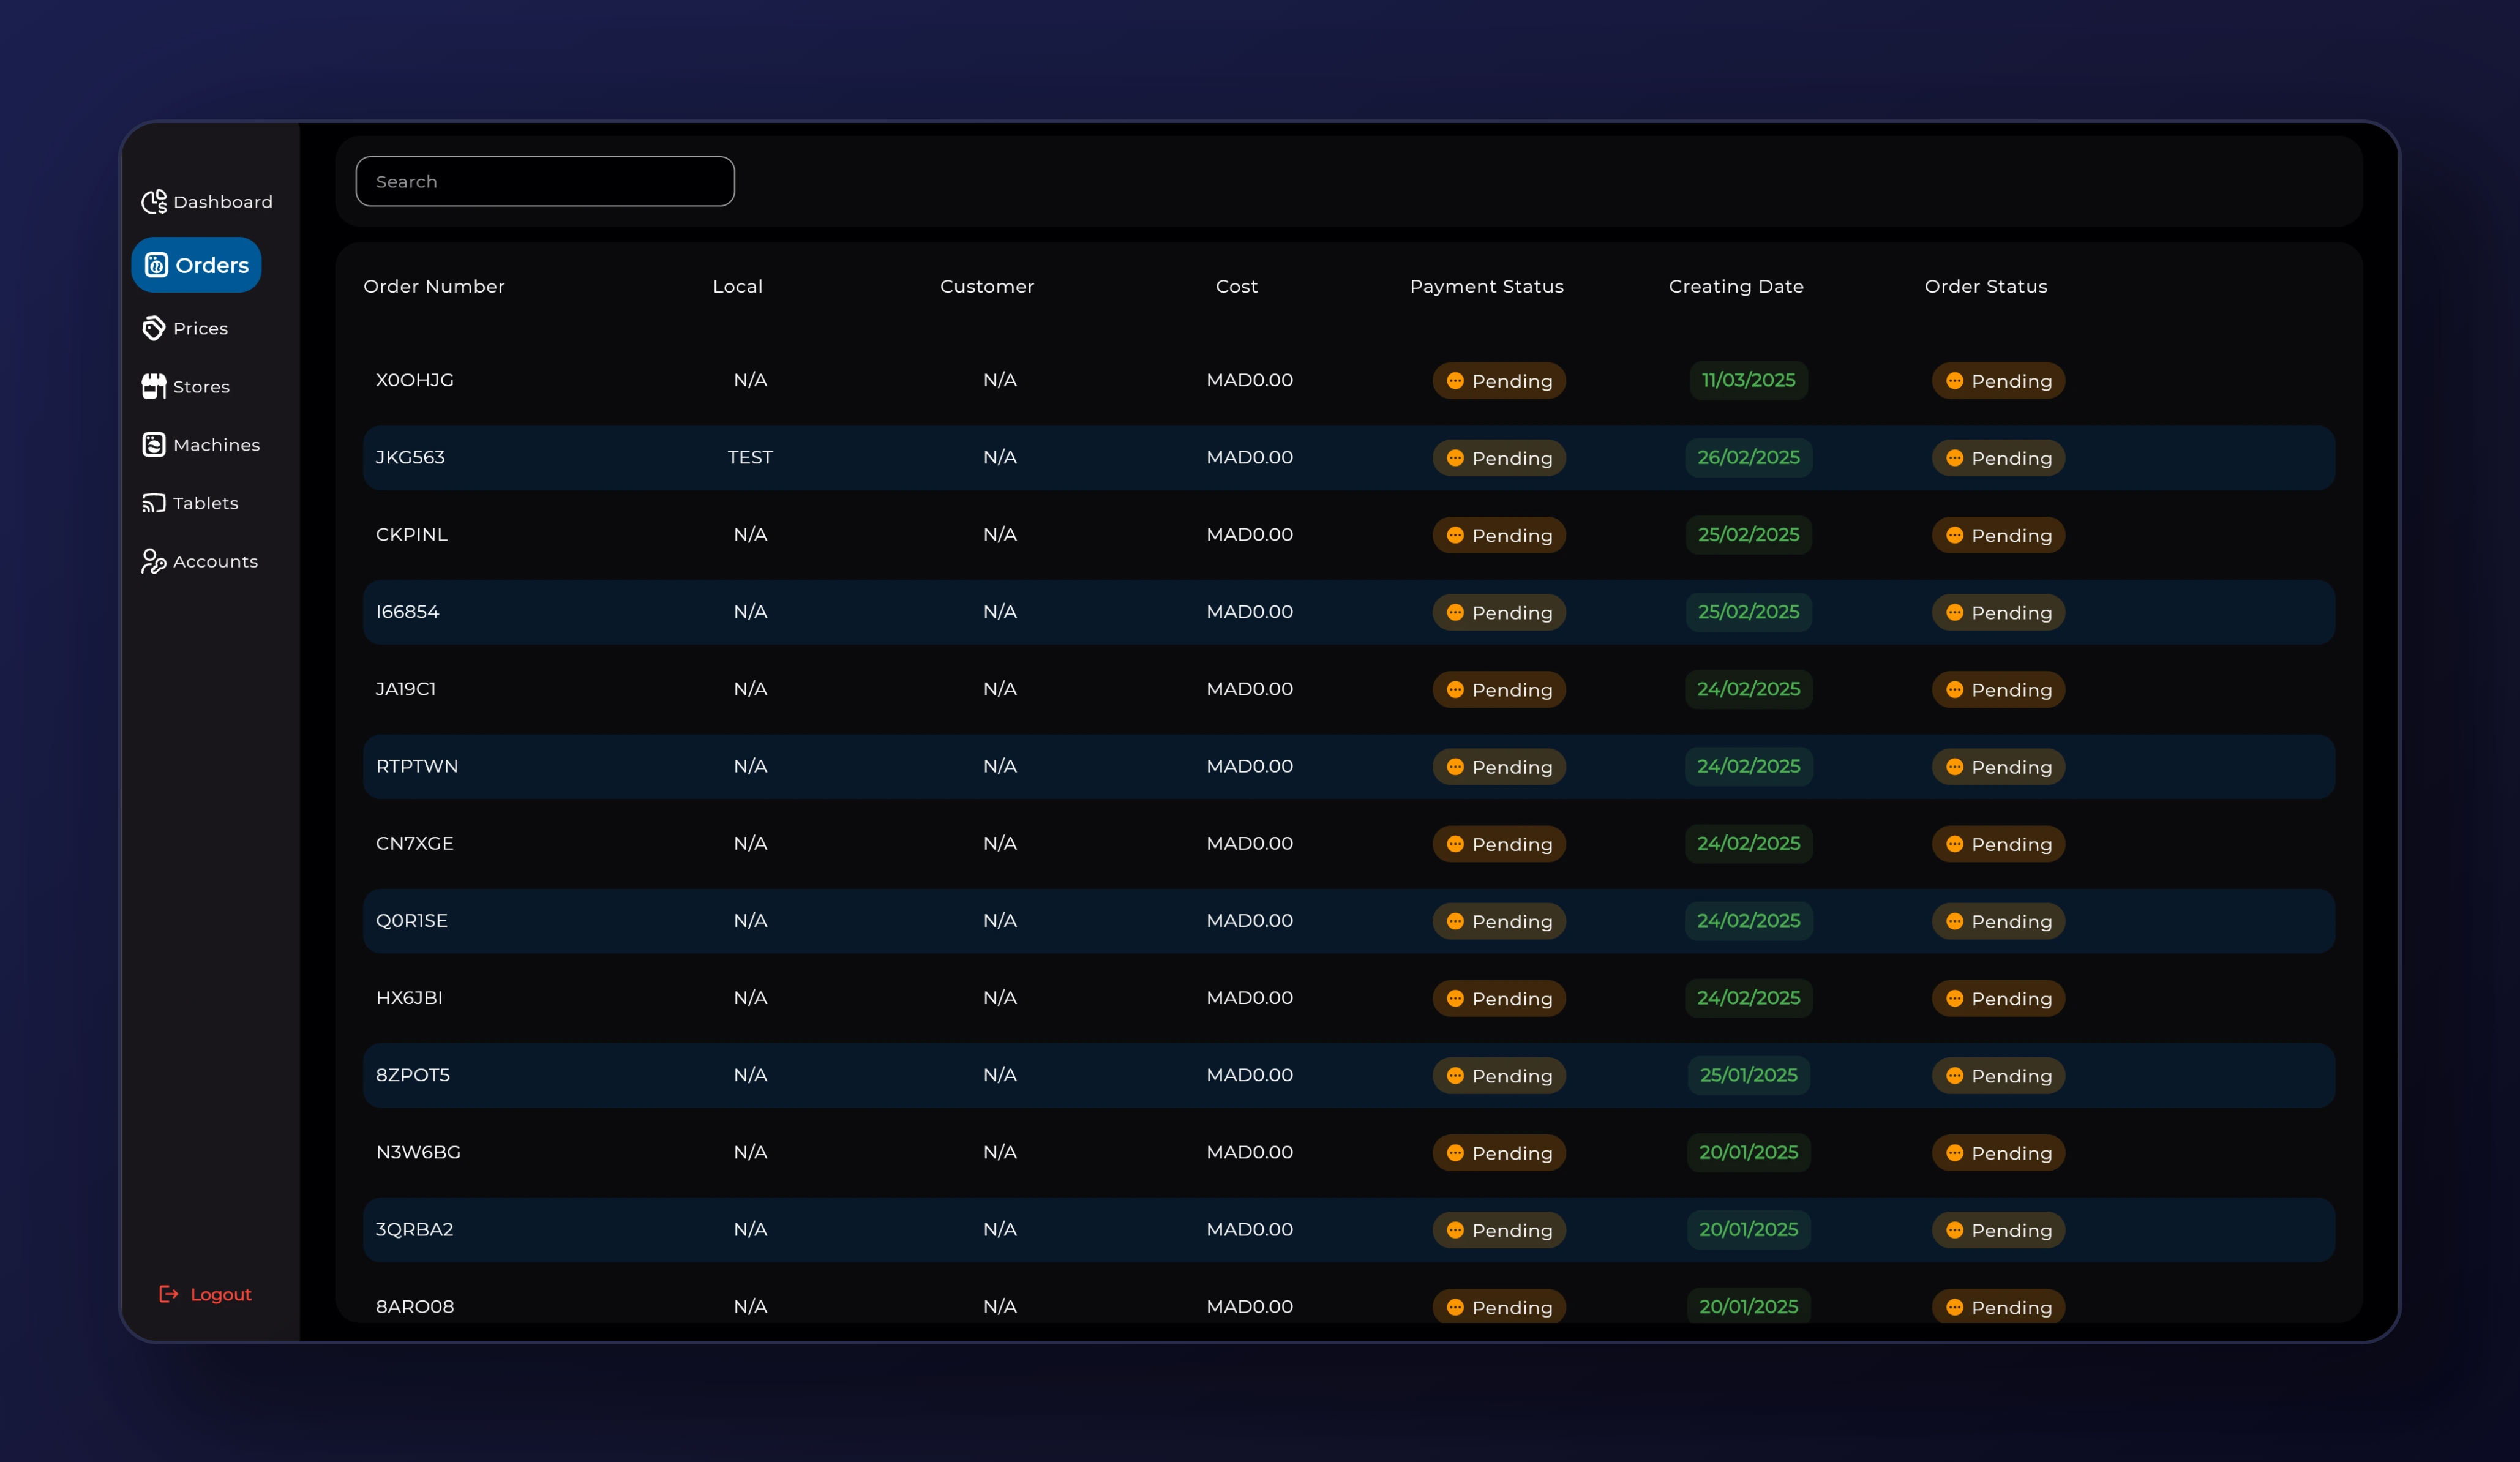 Search
Dashboard
Orders
Prices
Stores
Machines
Tablets
Accounts
Logout
Order Number Local Customer Cost Payment Status Creating Date Order Status
X0OHJG N/A N/A MAD0.00 Pending 11/03/2025 Pending
JKG563 TEST N/A MAD0.00 Pending 26/02/2025 Pending
CKPINL N/A N/A MAD0.00 Pending 25/02/2025 Pending
I66854 N/A N/A MAD0.00 Pending 25/02/2025 Pending
JA19C1 N/A N/A MAD0.00 Pending 24/02/2025 Pending
RTPTWN N/A N/A MAD0.00 Pending 24/02/2025 Pending
CN7XGE N/A N/A MAD0.00 Pending 24/02/2025 Pending
Q0R1SE N/A N/A MAD0.00 Pending 24/02/2025 Pending
HX6JBI N/A N/A MAD0.00 Pending 24/02/2025 Pending
8ZPOT5 N/A N/A MAD0.00 Pending 25/01/2025 Pending
N3W6BG N/A N/A MAD0.00 Pending 20/01/2025 Pending
3QRBA2 N/A N/A MAD0.00 Pending 20/01/2025 Pending
8ARO08 N/A N/A MAD0.00 Pending 20/01/2025 Pending